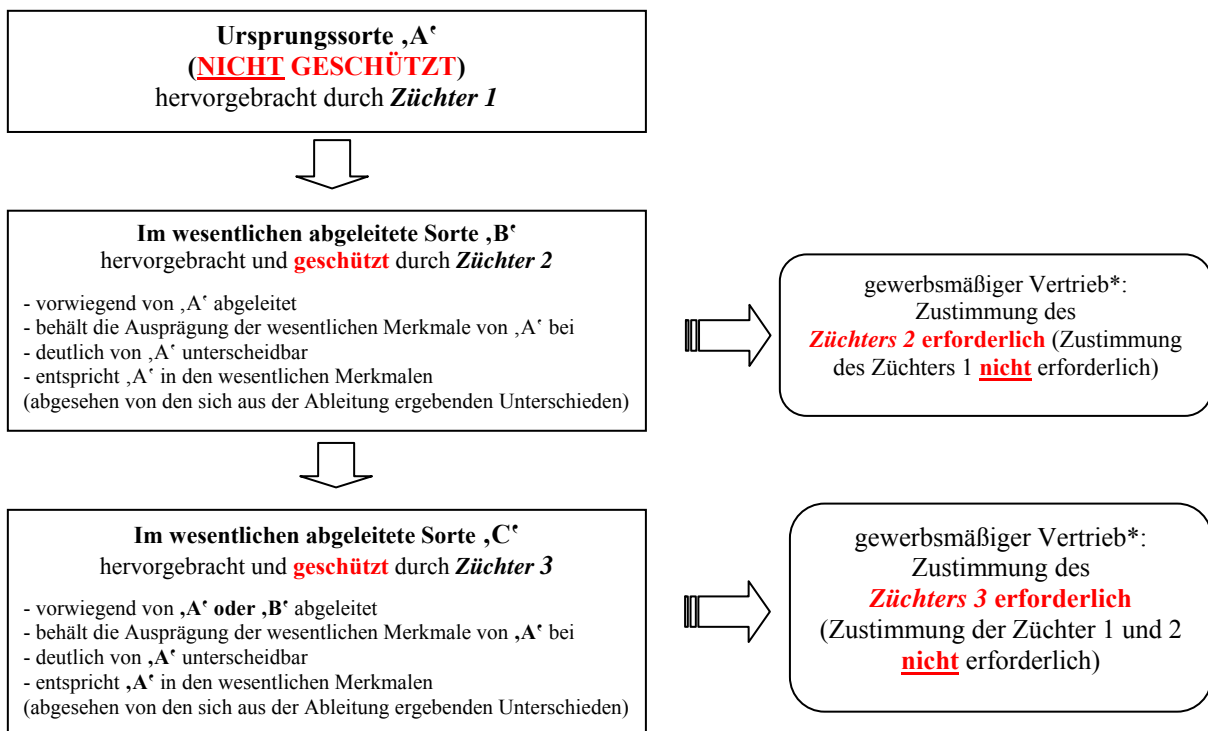 Ursprungssorte ‚A‘
(NICHT GESCHÜTZT)
hervorgebracht durch Züchter 1
Im wesentlichen abgeleitete Sorte ‚B‘
hervorgebracht und geschützt durch Züchter 2
- vorwiegend von ‚A‘ abgeleitet
- behält die Ausprägung der wesentlichen Merkmale von ‚A‘ bei
- deutlich von ‚A‘ unterscheidbar
- entspricht ‚A‘ in den wesentlichen Merkmalen
(abgesehen von den sich aus der Ableitung ergebenden Unterschieden)
gewerbsmäßiger Vertrieb*:
Zustimmung des
Züchters 2 erforderlich (Zustimmung
des Züchters 1 nicht erforderlich)
Im wesentlichen abgeleitete Sorte ‚C‘
hervorgebracht und geschützt durch Züchter 3
- vorwiegend von ‚A‘ oder ‚B‘ abgeleitet
- behält die Ausprägung der wesentlichen Merkmale von ‚A‘ bei
- deutlich von ‚A‘ unterscheidbar
- entspricht ‚A‘ in den wesentlichen Merkmalen
(abgesehen von den sich aus der Ableitung ergebenden Unterschieden)
gewerbsmäßiger Vertrieb*:
Zustimmung des
Züchters 3 erforderlich
(Zustimmung der Züchter 1 und 2
nicht erforderlich)